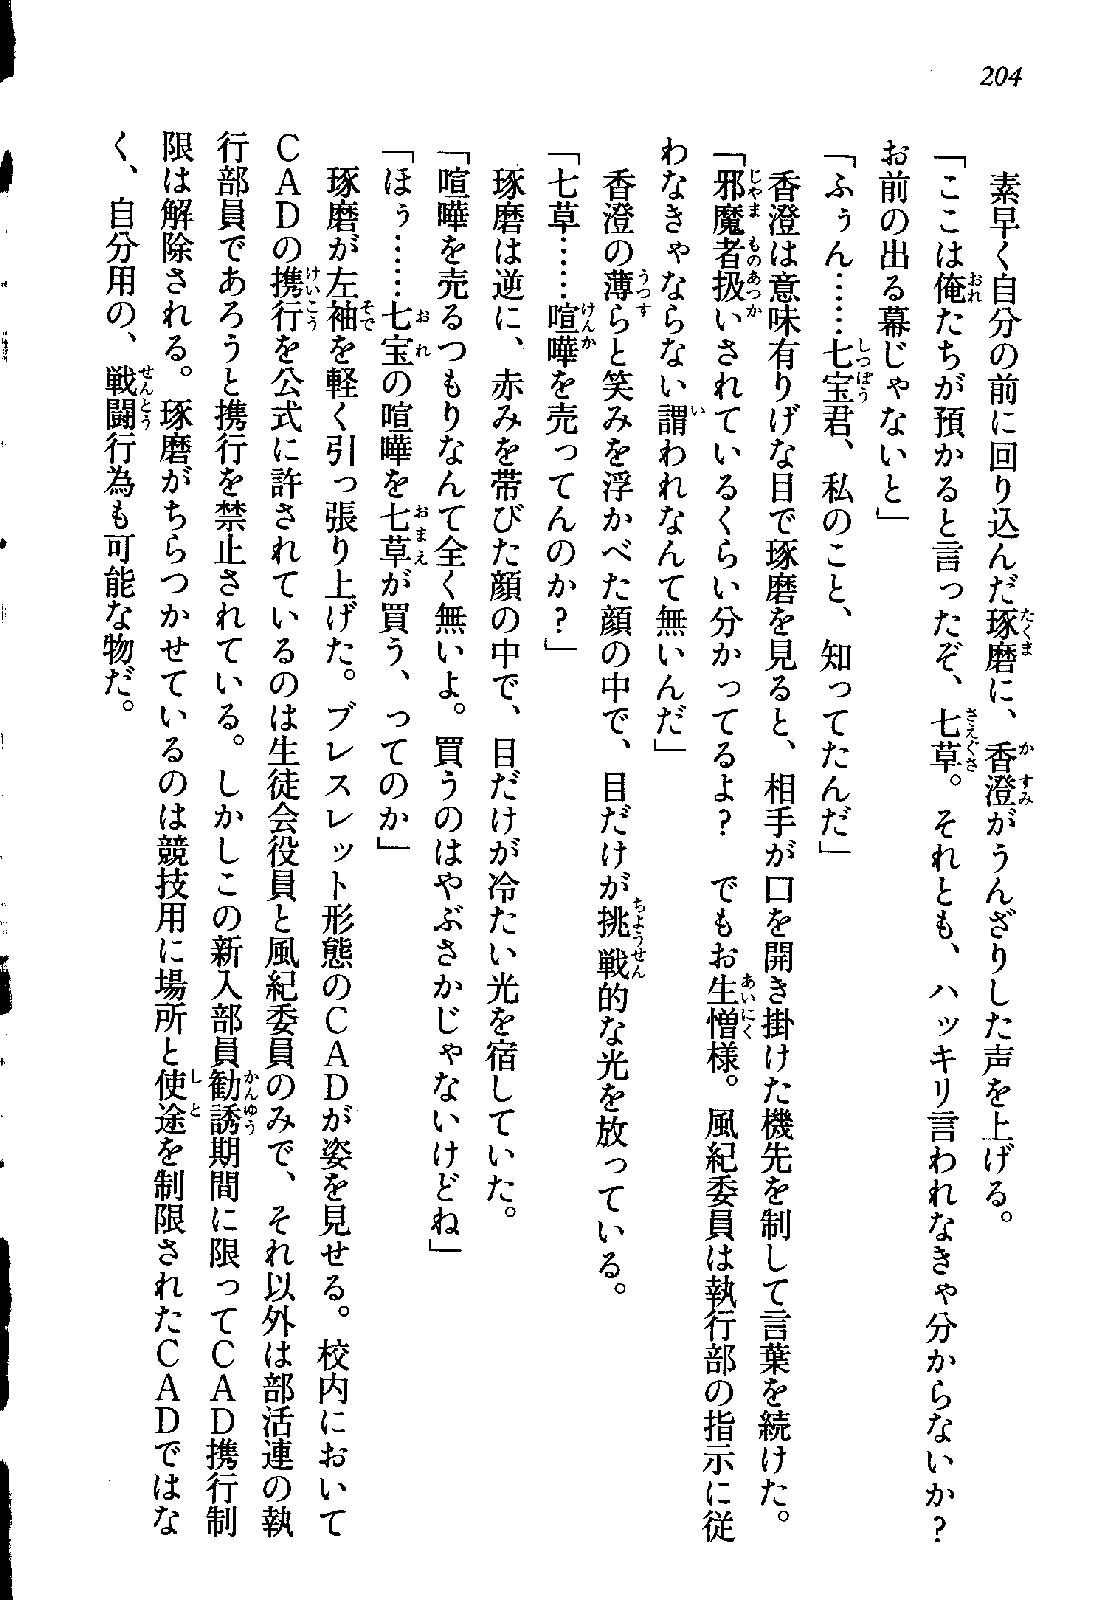 204
素早く自分の前に回り込んだ琢磨に、香澄がうんざりした声を上げる。
「ここは俺たちが預かると言ったぞ、七草。それとも、ハッキリ言われなきゃ分からないか？
お前の出る幕じゃないと」
「ふぅん……七宝君、私のこと、知ってたんだ」
香澄は意味有りげな目で琢磨を見ると、相手が口を開き掛けた機先を制して言葉を続けた。
「邪魔者扱いされているくらい分かってるよ？　でもお生憎様。風紀委員は執行部の指示に従
わなきゃならない謂われなんて無いんだ」
香澄の薄らと笑みを浮かべた顔の中で、目だけが挑戦的な光を放っている。
「七草……喧嘩を売ってんのか？」
琢磨は逆に、赤みを帯びた顔の中で、目だけが冷たい光を宿していた。
「喧嘩を売るつもりなんて全く無いよ。買うのはやぶさかじゃないけどね」
「ほぅ……七宝の喧嘩を七草が買う、ってのか」
琢磨が左袖を軽く引っ張り上げた。ブレスレット形態のＣＡＤが姿を見せる。校内において
ＣＡＤの携行を公式に許されているのは生徒会役員と風紀委員のみで、それ以外は部活連の執
行部員であろうと携行を禁止されている。しかしこの新入部員勧誘期間に限ってＣＡＤ携行制
限は解除される。琢磨がちらつかせているのは競技用に場所と使途を制限されたＣＡＤではな
く、自分用の、戦闘行為も可能な物だ。